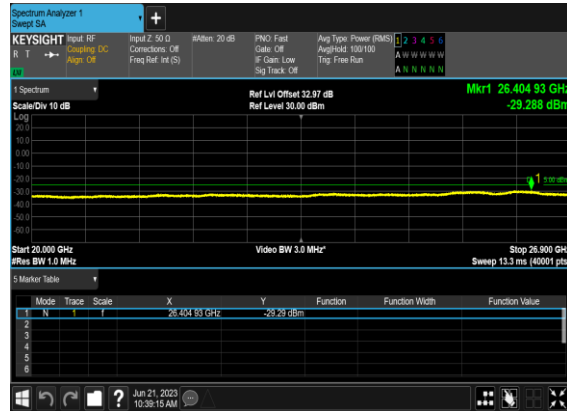 Spectrum Analyzer 1
Swept SA
+
KEYSIGHT Input: RF Input Z: 50 Ω #Atten: 20 dB PNO: Fast Avg Type: Power (RMS) 1 2 3 4 5 6
R T Coupling: DC Corrections: Off Gate: Off Avg|Hold: 100/100 A W W W W W
Align: Off Freq Ref: Int (S) IF Gain: Low Trig: Free Run
Sig Track: Off A N N N N N
1 Spectrum Ref Lvl Offset 32.97 dB Mkr1 26.404 93 GHz
Scale/Div 10 dB Ref Level 30.00 dBm -29.288 dBm
Log
20.0
10.0
0.00
-10.0
-20.0 1
-30.0
-40.0
-50.0
-60.0
Start 20.000 GHz Video BW 3.0 MHz* Stop 26.900 GHz
#Res BW 1.0 MHz Sweep 13.3 ms (40001 pts
5 Marker Table
Mode Trace Scale X Y Function Function Width Function Value
1 N 1 f 26.404 93 GHz -29.29 dBm
2
3
4
5
6
? Jun 21, 2023
10:39:15 AM